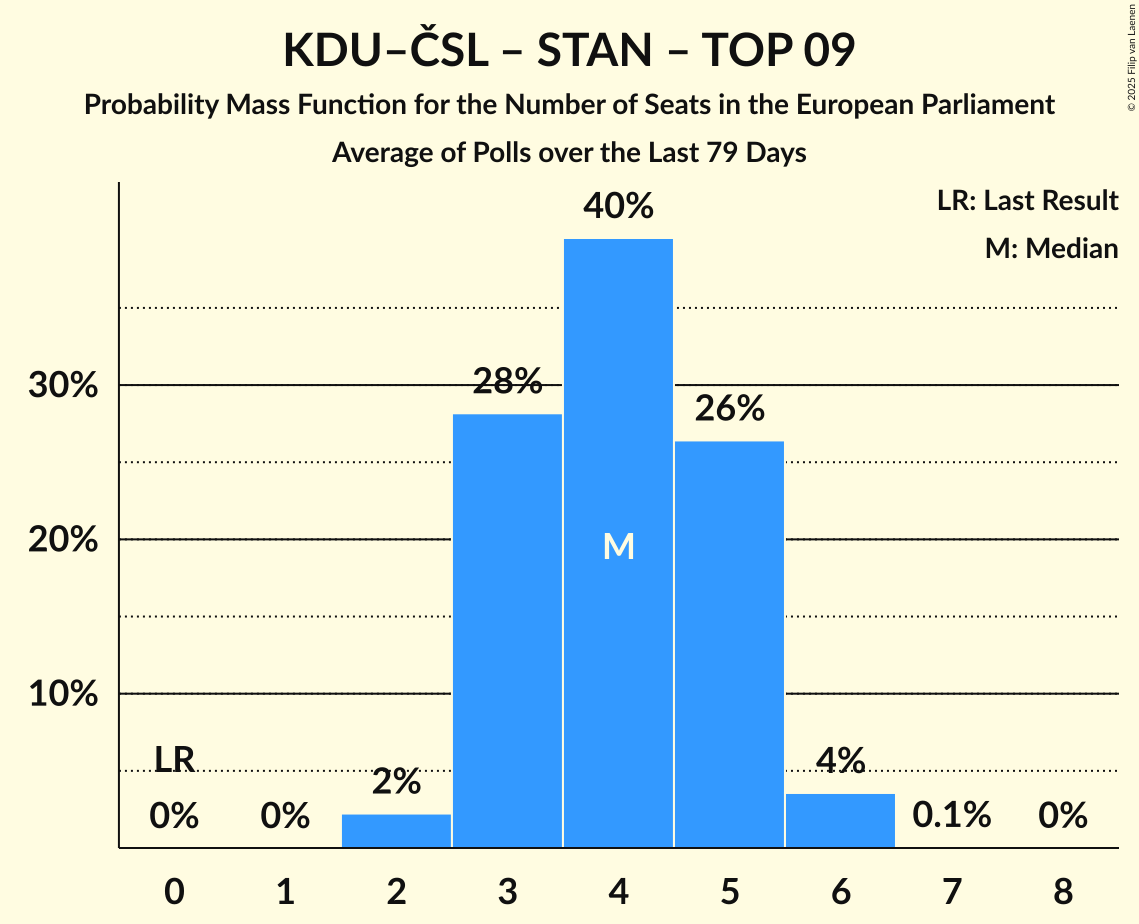 KDU–ČSL – STAN – TOP 09
Probability Mass Function for the Number of Seats in the European Parliament
Average of Polls over the Last 79 Days
© 2025 Filip van Laenen
LR: Last Result
M: Median
40%
30%
28%
26%
20%
M
10%
LR
0%
0%
2%
4%
0.1%
0%
0 1 2 3 4 5 6 7 8